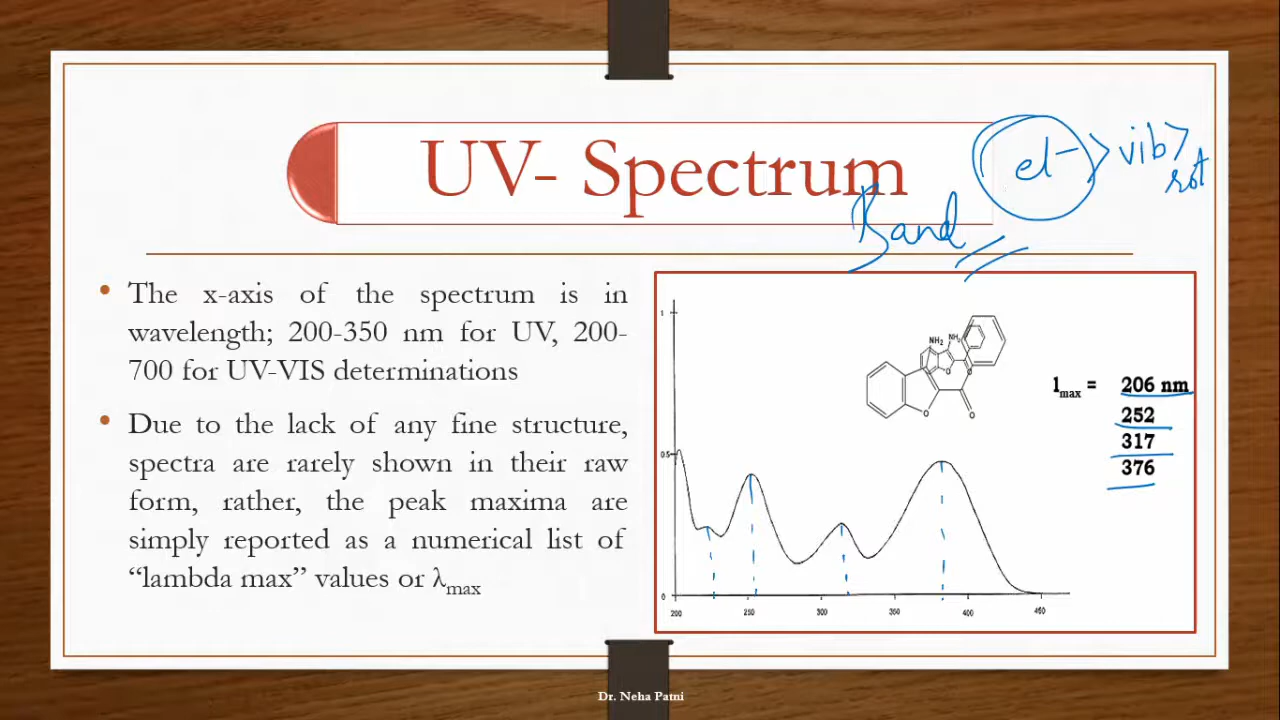 UV- Spectrum
el- > vib >
rot
Band
• The x-axis of the spectrum is in
wavelength; 200-350 nm for UV, 200-
700 for UV-VIS determinations
• Due to the lack of any fine structure,
spectra are rarely shown in their raw
form, rather, the peak maxima are
simply reported as a numerical list of
“lambda max” values or λmax
1
0.5
0
200 250 300 350 400 450
NH2 NH2
O
O
O
O
lmax = 206 nm
252
317
376
Dr. Neha Patni